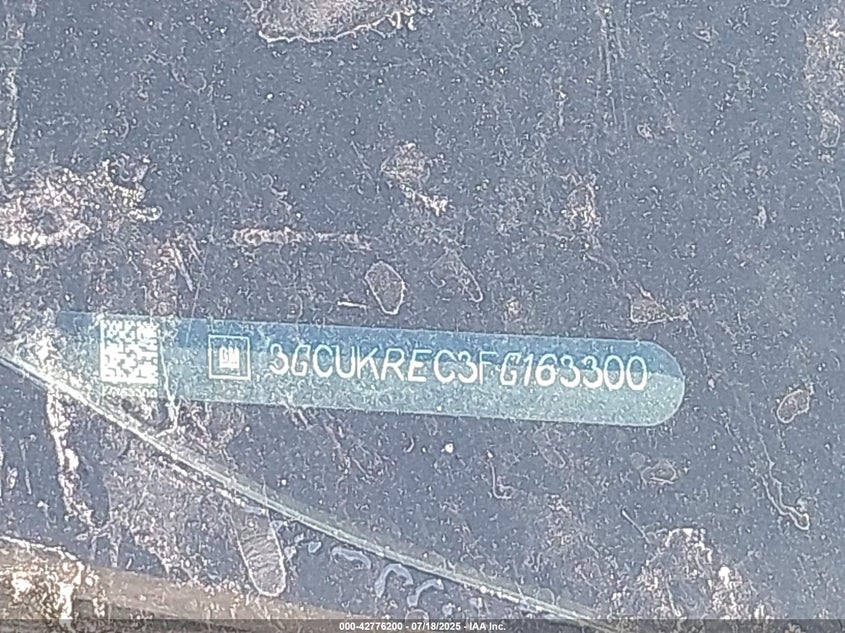 GM 3GCUKREC3FG163300
000-42776200 - 07/18/2025 - IAA Inc.